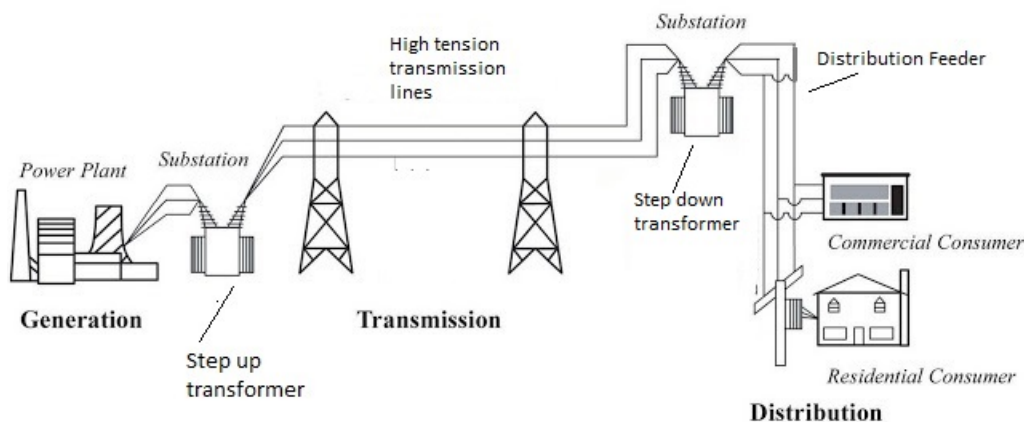 Substation
High tension
transmission
lines
Distribution Feeder
Power Plant
Substation
Step down
transformer
Commercial Consumer
Generation
Transmission
Step up
transformer
Residential Consumer
Distribution